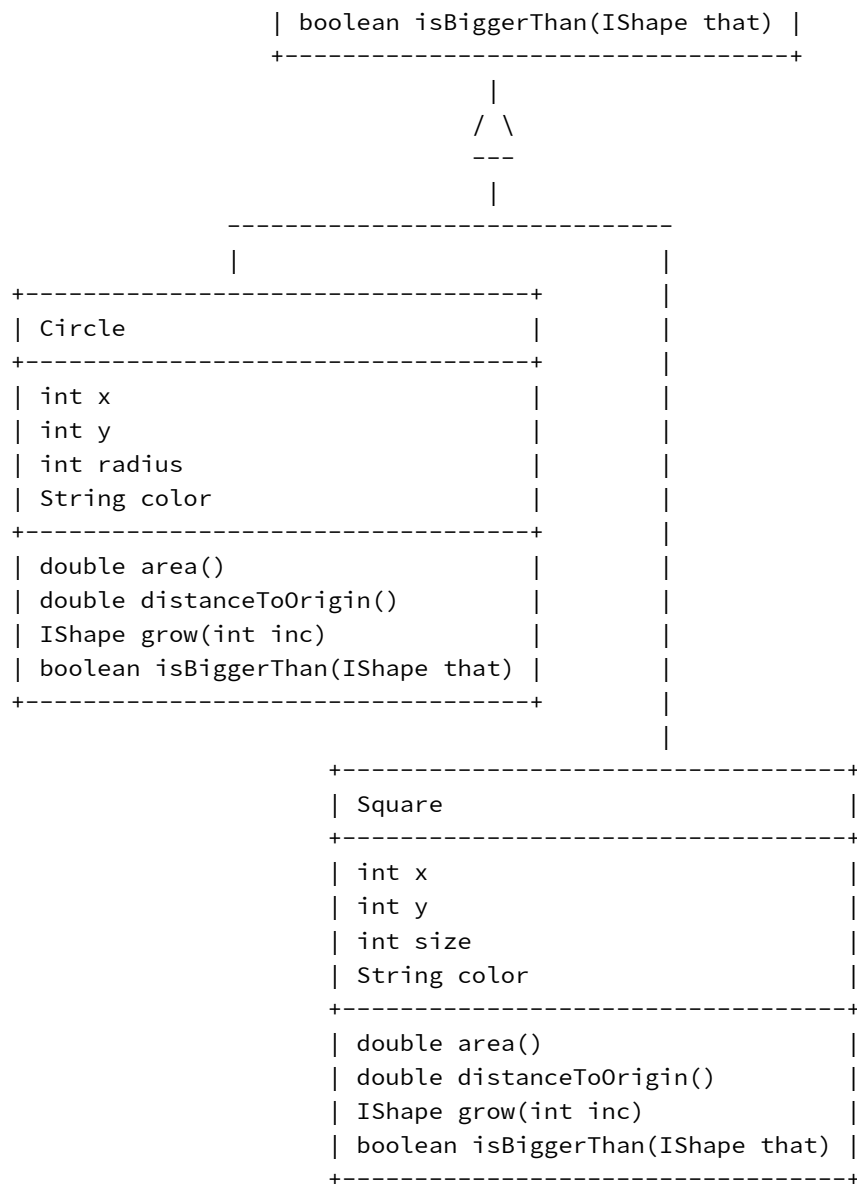 | boolean isBiggerThan(IShape that) |
+-----------------------------------+
|
/ \
---
|
-------------------------------
| |
+-----------------------------------+ |
| Circle | |
+-----------------------------------+ |
| int x | |
| int y | |
| int radius | |
| String color | |
+-----------------------------------+ |
| double area() | |
| double distanceToOrigin() | |
| IShape grow(int inc) | |
| boolean isBiggerThan(IShape that) | |
+-----------------------------------+ |
|
+-----------------------------------+
| Square |
+-----------------------------------+
| int x |
| int y |
| int size |
| String color |
+-----------------------------------+
| double area() |
| double distanceToOrigin() |
| IShape grow(int inc) |
| boolean isBiggerThan(IShape that) |
+-----------------------------------+